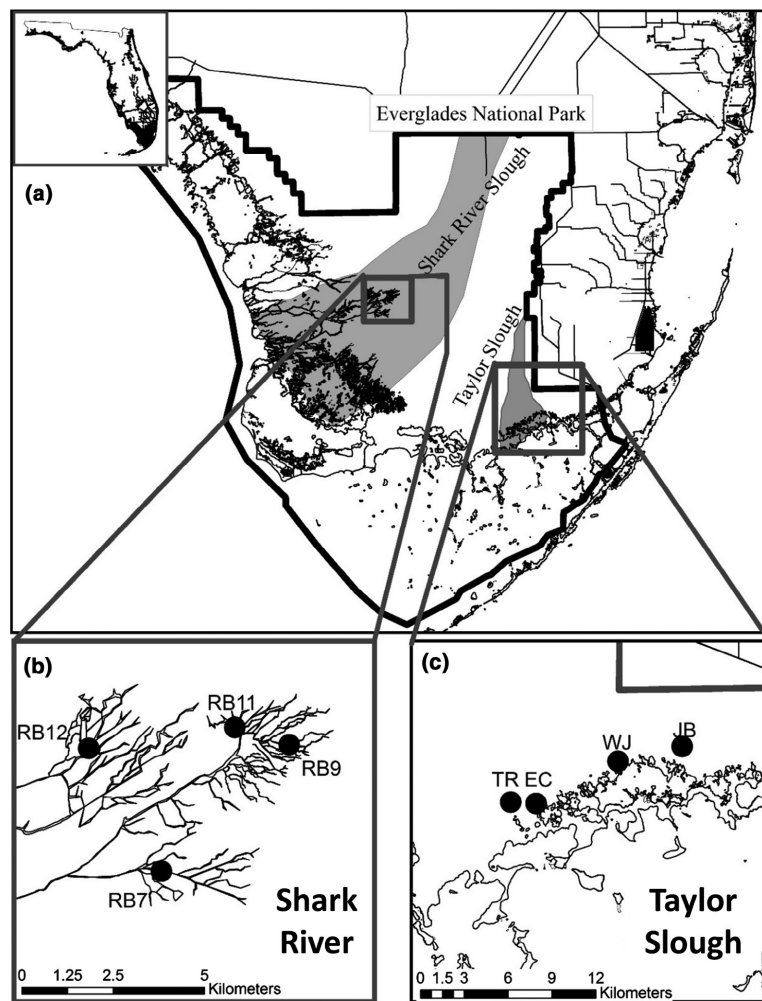 Everglades National Park
(a)
Shark River Slough
Taylor Slough
(b)
RB11
RB12
RB9
RB7
Shark
River
0 1.25 2.5 5
Kilometers
(c)
WJ
JB
TR EC
Taylor
Slough
0 1.5 3 6 9 12
Kilometers